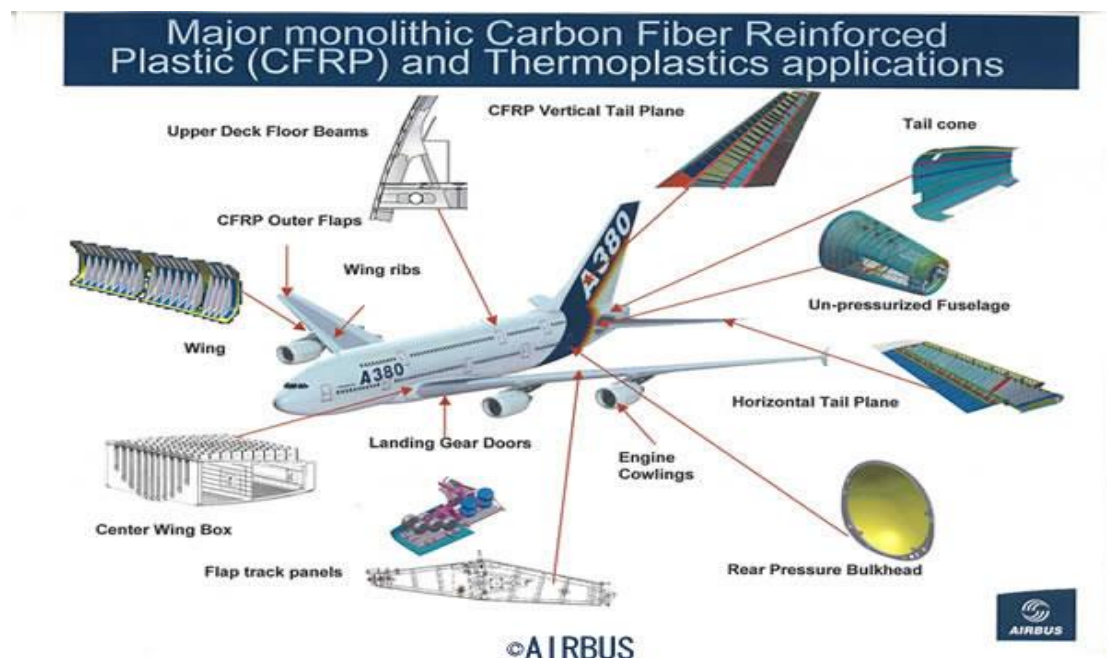 Major monolithic Carbon Fiber Reinforced
Plastic (CFRP) and Thermoplastics applications
Upper Deck Floor Beams
CFRP Vertical Tail Plane
Tail cone
CFRP Outer Flaps
Wing ribs
Wing
Un-pressurized Fuselage
A380
A380
Horizontal Tail Plane
Landing Gear Doors
Engine
Cowlings
Center Wing Box
Flap track panels
Rear Pressure Bulkhead
AIRBUS
©AIRBUS